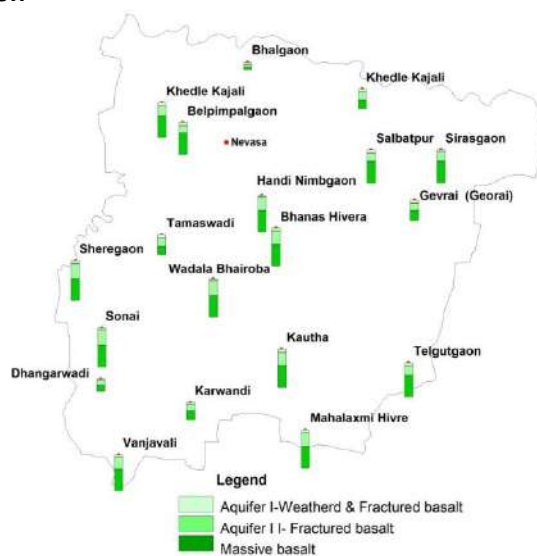 Bhalgaon
Khedle Kajali
Khedle Kajali
Belpimpalgaon
Nevasa
Salbatpur
Sirasgaon
Handi Nimbgaon
Gevrai (Georai)
Tamaswadi
Bhanas Hivera
Sheregaon
Wadala Bhairoba
Sonai
Kautha
Telgutgaon
Dhangarwadi
Karwandi
Mahalaxmi Hivre
Vanjavali
Legend
Aquifer I-Weatherd & Fractured basalt
Aquifer I I- Fractured basalt
Massive basalt